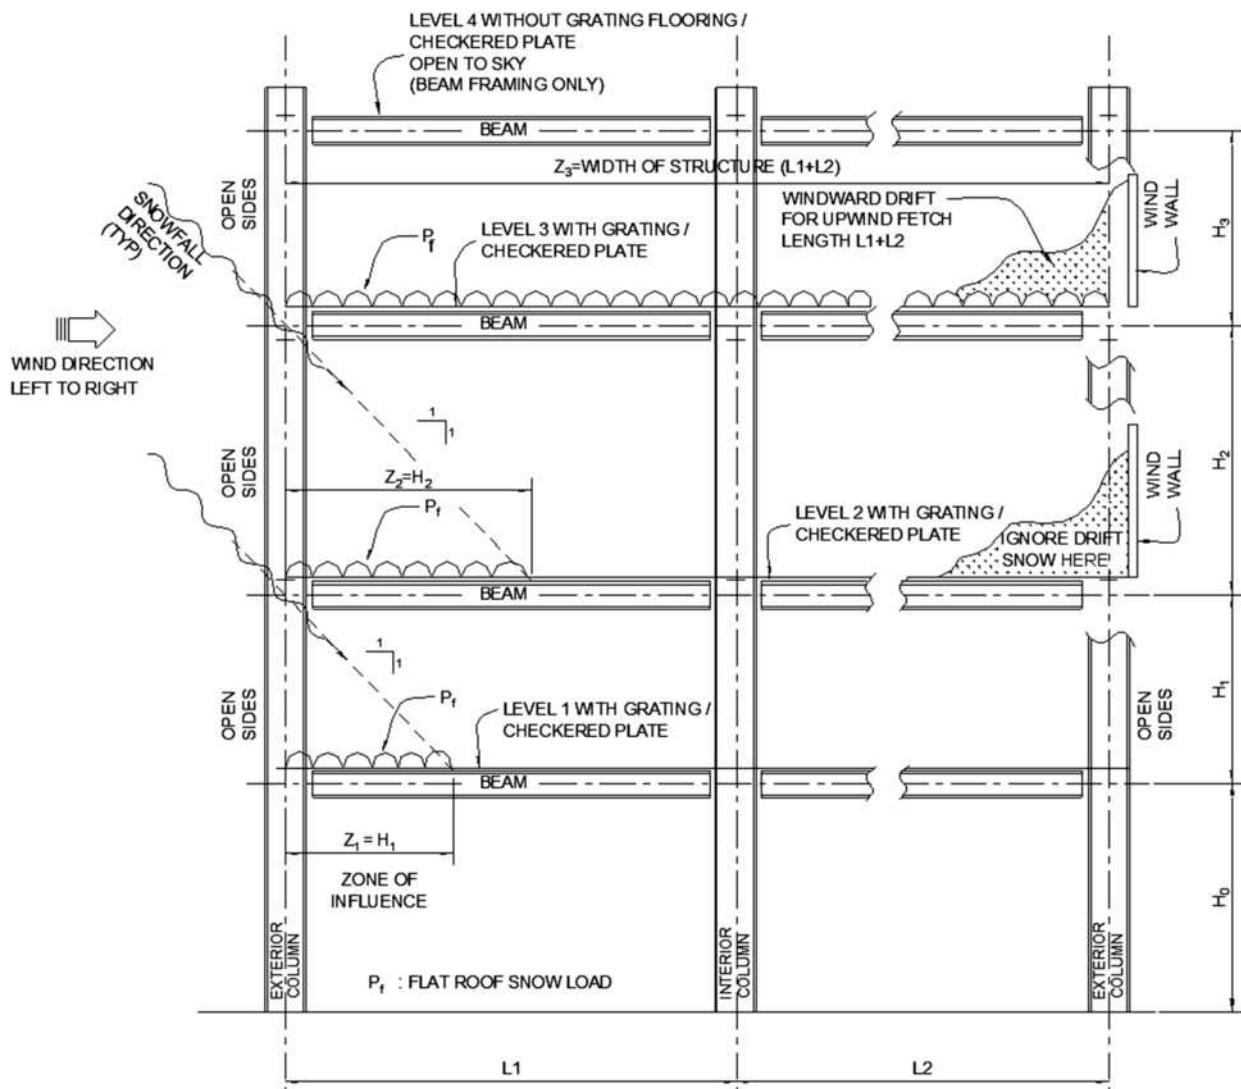 LEVEL 4 WITHOUT GRATING FLOORING /
CHECKERED PLATE
OPEN TO SKY
(BEAM FRAMING ONLY)
BEAM
Z3=WIDTH OF STRUCTURE (L1+L2)
OPEN
SIDES
SNOWFALL
DIRECTION
(TYP)
Pf
LEVEL 3 WITH GRATING /
CHECKERED PLATE
WINDWARD DRIFT
FOR UPWIND FETCH
LENGTH L1+L2
WIND
WALL
H3
BEAM
WIND DIRECTION
LEFT TO RIGHT
1
1
OPEN
SIDES
Z2=H2
Pf
LEVEL 2 WITH GRATING /
CHECKERED PLATE
IGNORE DRIFT
SNOW HERE
WIND
WALL
H2
BEAM
1
1
OPEN
SIDES
Pf
LEVEL 1 WITH GRATING /
CHECKERED PLATE
OPEN
SIDES
H1
BEAM
Z1 = H1
ZONE OF
INFLUENCE
H0
EXTERIOR
COLUMN
Pf : FLAT ROOF SNOW LOAD
INTERIOR
COLUMN
EXTERIOR
COLUMN
L1
L2